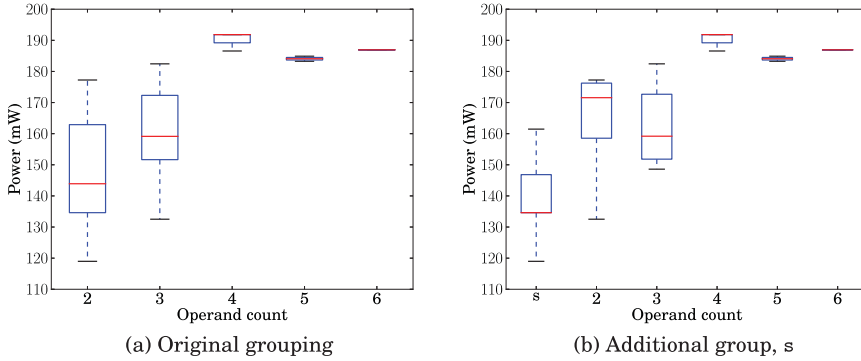 200
190
180
170
160
150
140
130
120
110
Power (mW)
2 3 4 5 6
Operand count
(a) Original grouping
200
190
180
170
160
150
140
130
120
110
Power (mW)
s 2 3 4 5 6
Operand count
(b) Additional group, s